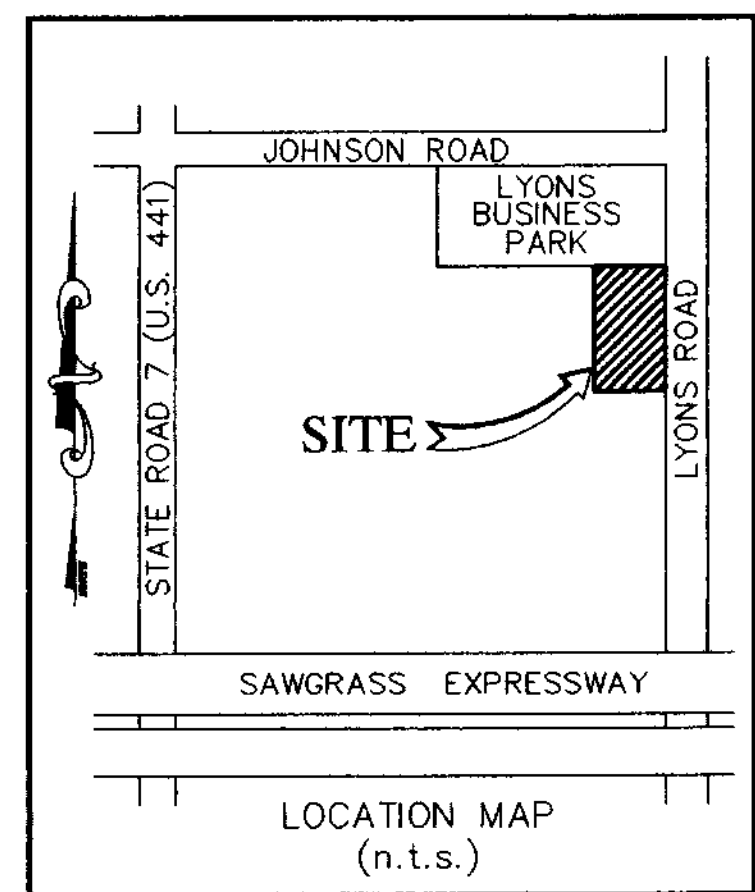 JOHNSON ROAD
LYONS
BUSINESS
PARK
STATE ROAD 7 (U.S. 441)
LYONS ROAD
SITE
SAWGRASS EXPRESSWAY
LOCATION MAP
(n.t.s.)